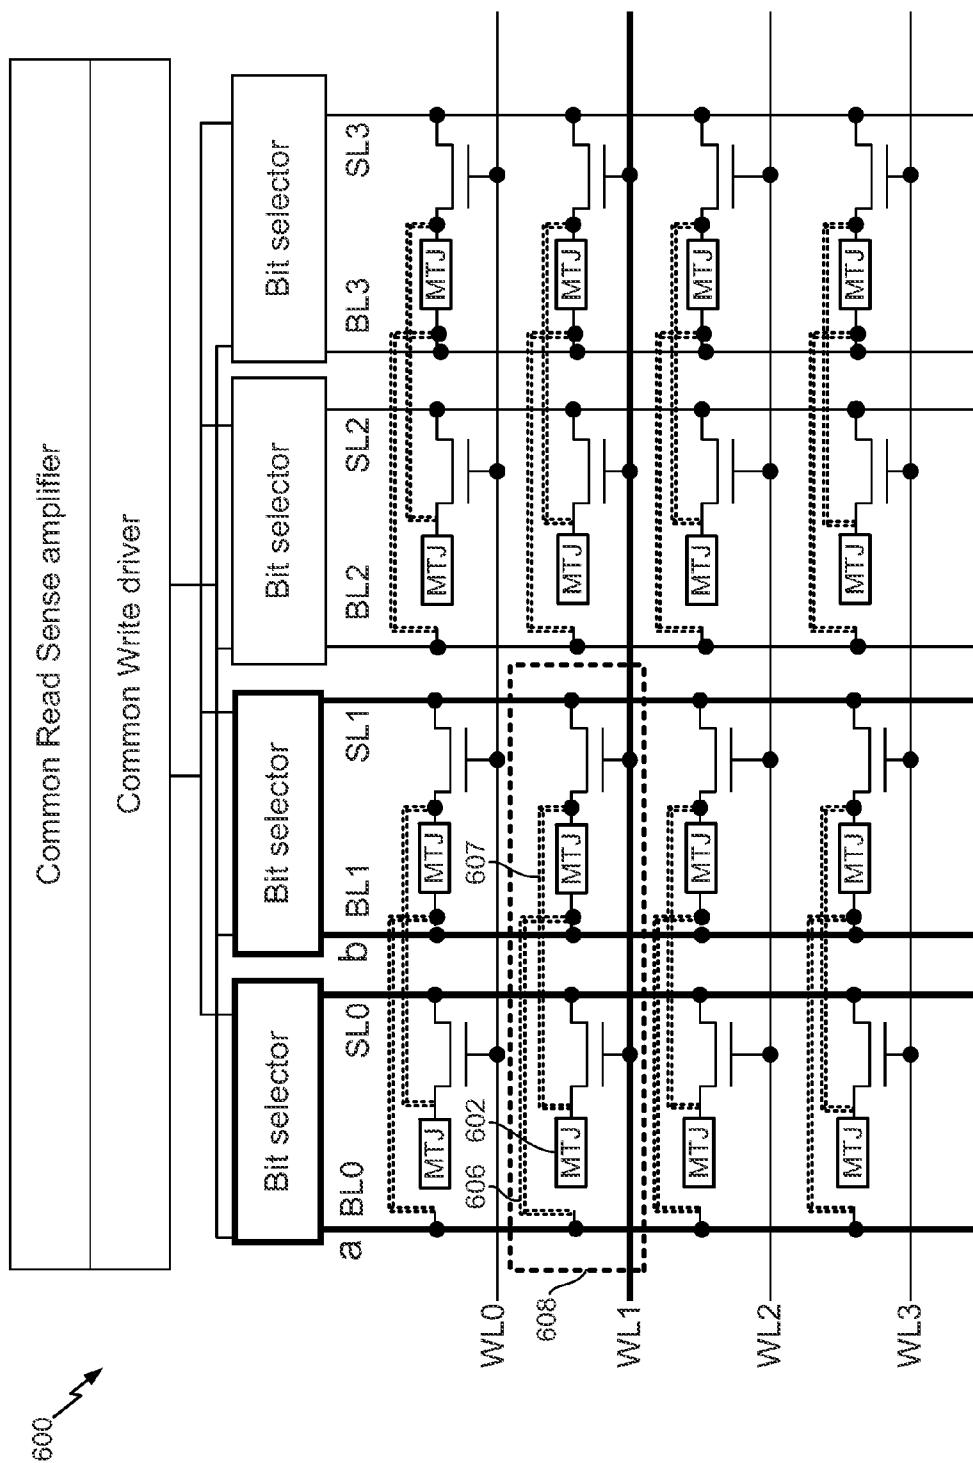 600
Common Read Sense amplifier
Common Write driver
Bit selector
Bit selector
Bit selector
Bit selector
a BL0 SL0 b BL1 SL1 BL2 SL2 BL3 SL3
MTJ MTJ MTJ MTJ
WL0
606 602 607
MTJ MTJ MTJ MTJ
608
WL1
MTJ MTJ MTJ MTJ
WL2
MTJ MTJ MTJ MTJ
WL3